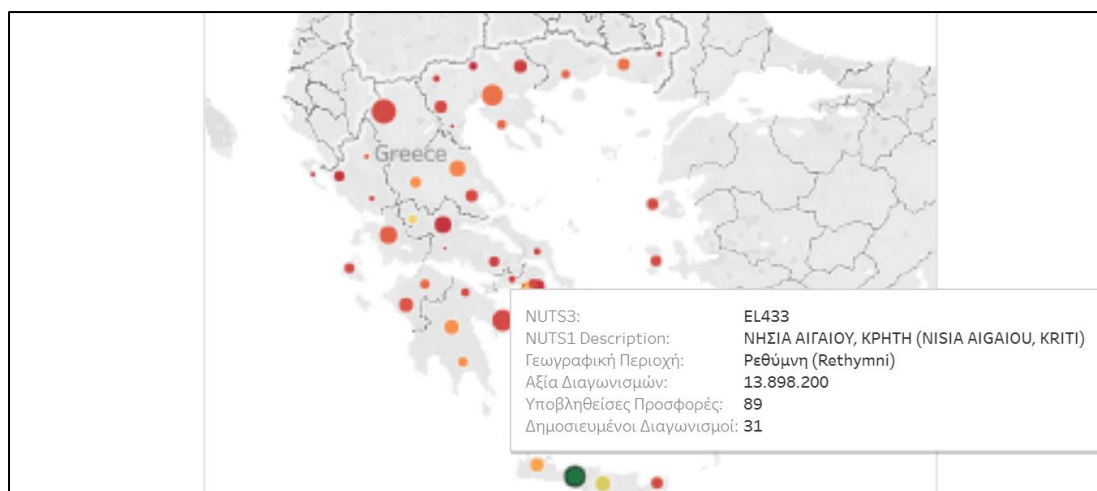 Greece
NUTS3: EL433
NUTS1 Description: ΝΗΣΙΑ ΑΙΓΑΙΟΥ, ΚΡΗΤΗ (NISIA AIGAIOU, KRITI)
Γεωγραφική Περιοχή: Ρεθύμνη (Rethymni)
Αξία Διαγωνισμών: 13.898.200
Υποβληθείσες Προσφορές: 89
Δημοσιευμένοι Διαγωνισμοί: 31